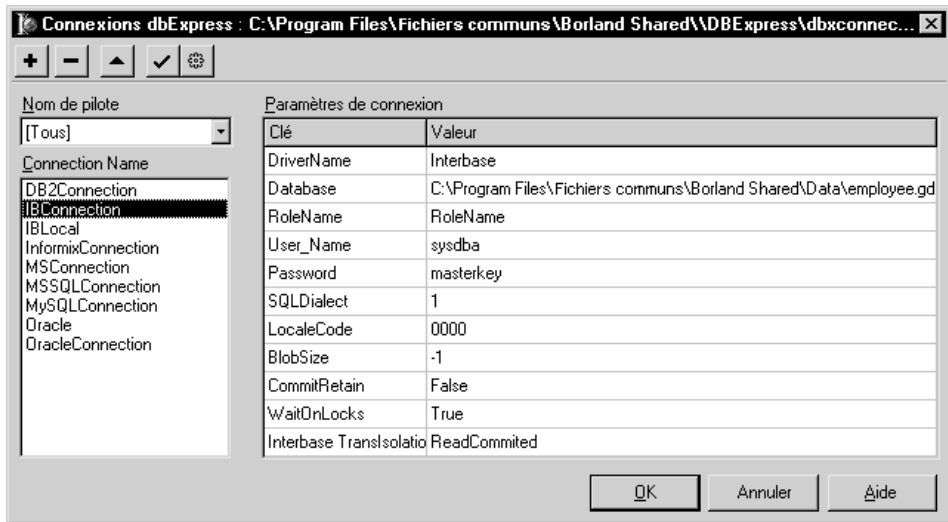 Connexions dbExpress : C:\Program Files\Fichiers communs\Borland Shared\\DBExpress\dbxconnec...
Nom de pilote
[Tous]
Connection Name
DB2Connection
IBConnection
IBLocal
InformixConnection
MSConnection
MSSQLConnection
MySQLConnection
Oracle
OracleConnection
Paramètres de connexion
Clé Valeur
DriverName Interbase
Database C:\Program Files\Fichiers communs\Borland Shared\Data\employee.gd
RoleName RoleName
User_Name sysdba
Password masterkey
SQLDialect 1
LocaleCode 0000
BlobSize -1
CommitRetain False
WaitOnLocks True
Interbase TransIsolatio ReadCommited
OK Annuler Aide